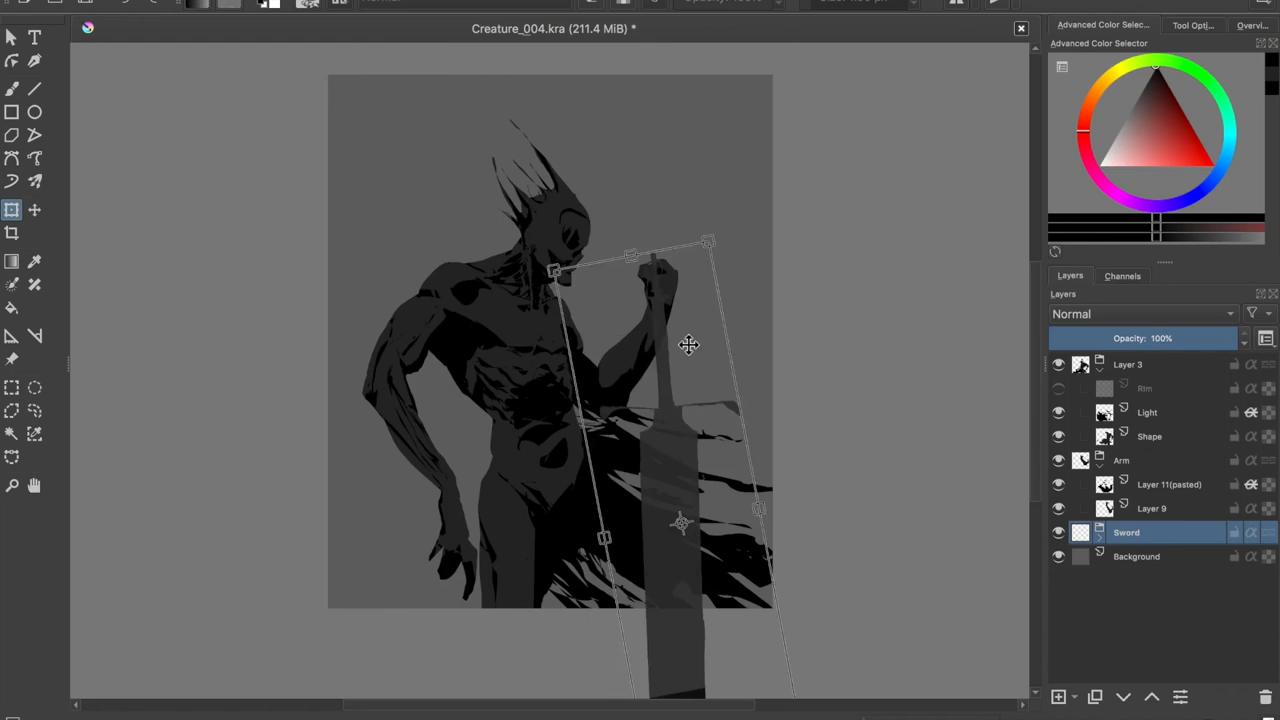 Creature_004.kra (211.4 MiB) *
Advanced Color Selec...
Tool Opti...
Overvi...
Advanced Color Selector
Layers
Channels
Layers
Normal
Opacity: 100%
Layer 3
Rim
Light
Shape
Arm
Layer 11(pasted)
Layer 9
Sword
Background